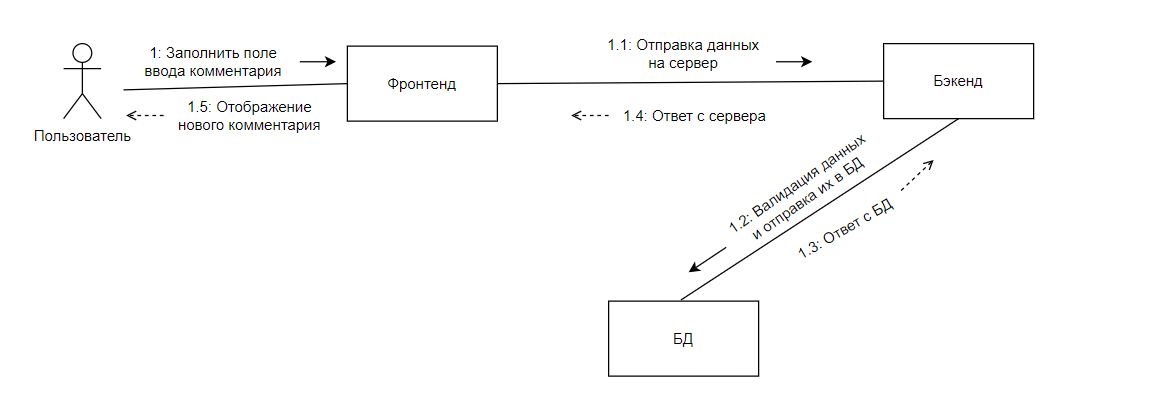 1: Заполнить поле
ввода комментария
Фронтенд
1.1: Отправка данных
на сервер
Бэкенд
1.5: Отображение
нового комментария
Пользователь
1.4: Ответ с сервера
1.2: Валидация данных
и отправка их в БД
1.3: Ответ с БД
БД